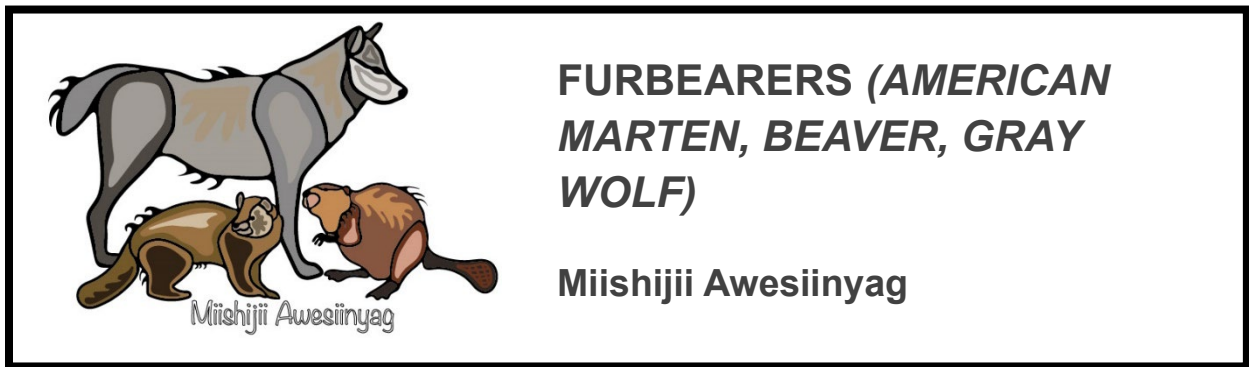 FURBEARERS (AMERICAN
MARTEN, BEAVER, GRAY
WOLF)
Miishijii Awesiinyag
Miishijii Awesiinyag